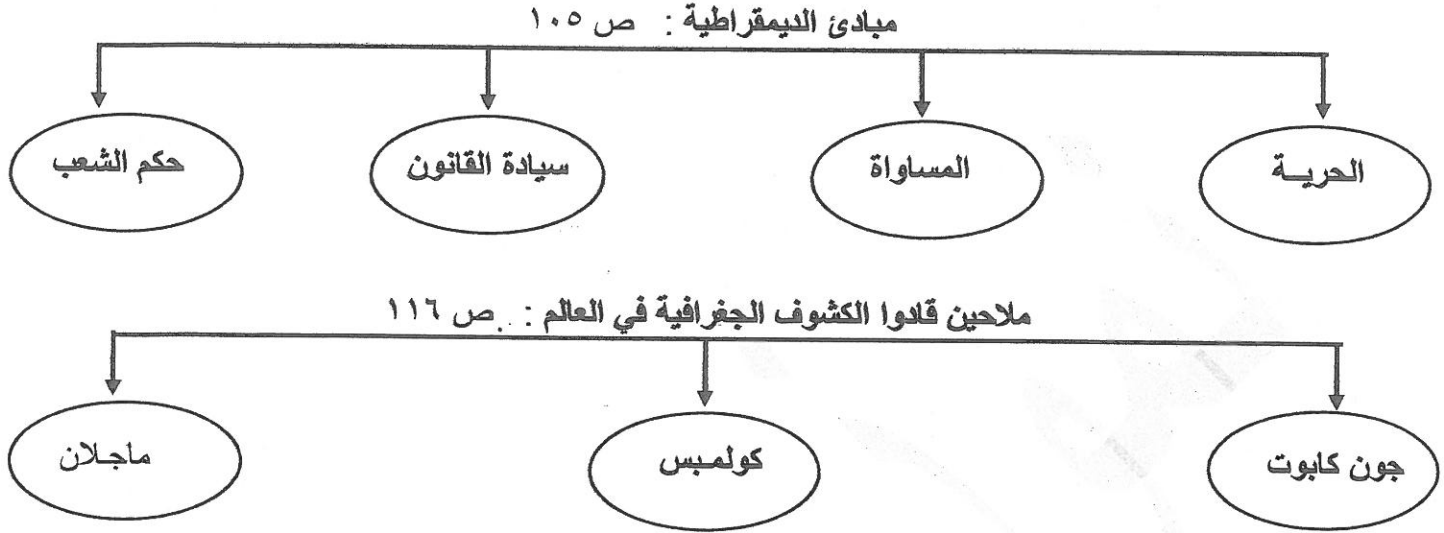 مبادئ الديمقراطية : ص ١٠٥
الحريــة المساواة سيادة القانون حكم الشعب
ملاحين قادوا الكشوف الجغرافية في العالم : ص ١١٦
جون كابوت كولمبس ماجلان